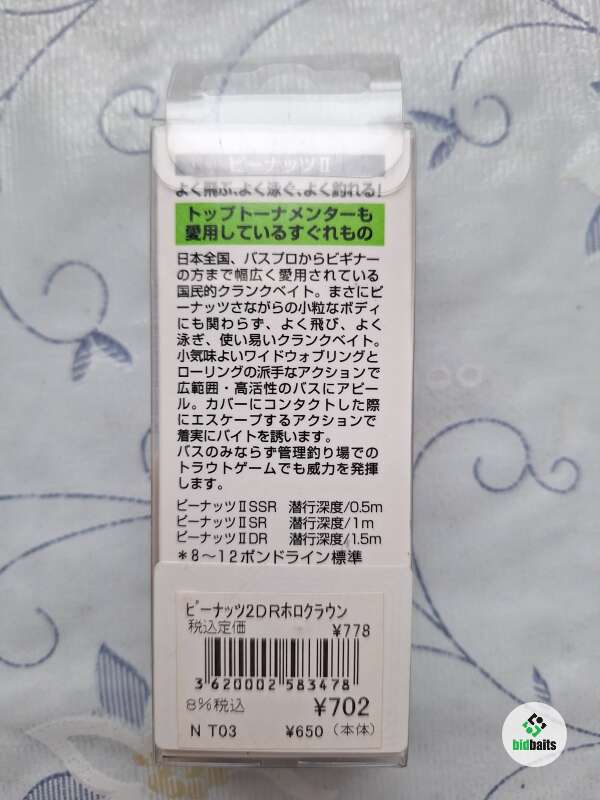 ピーナッツⅡ
よく飛ぶ、よく泳ぐ、よく釣れる!
トップトーナメンターも
愛用しているすぐれもの
日本全国、バスプロからビギナー
の方まで幅広く愛用されている
国民的クランクベイト。まさにピ
ーナッツさながらの小粒なボディ
にも関わらず、よく飛び、よく
泳ぎ、使い易いクランクベイト。
小気味よいワイドウォブリングと
ローリングの派手なアクションで
広範囲・高活性のバスにアピー
ル。カバーにコンタクトした際
にエスケープするアクションで
着実にバイトを誘います。
バスのみならず管理釣り場での
トラウトゲームでも威力を発揮
します。
ピーナッツⅡSSR 潜行深度/0.5m
ピーナッツⅡSR 潜行深度/1m
ピーナッツⅡDR 潜行深度/1.5m
*8〜12ポンドライン標準
ピーナッツ2DRホロクラウン
税込定価 ¥778
3 620002 583478
8%税込 ¥702
N T03 ¥650(本体)
bidbaits